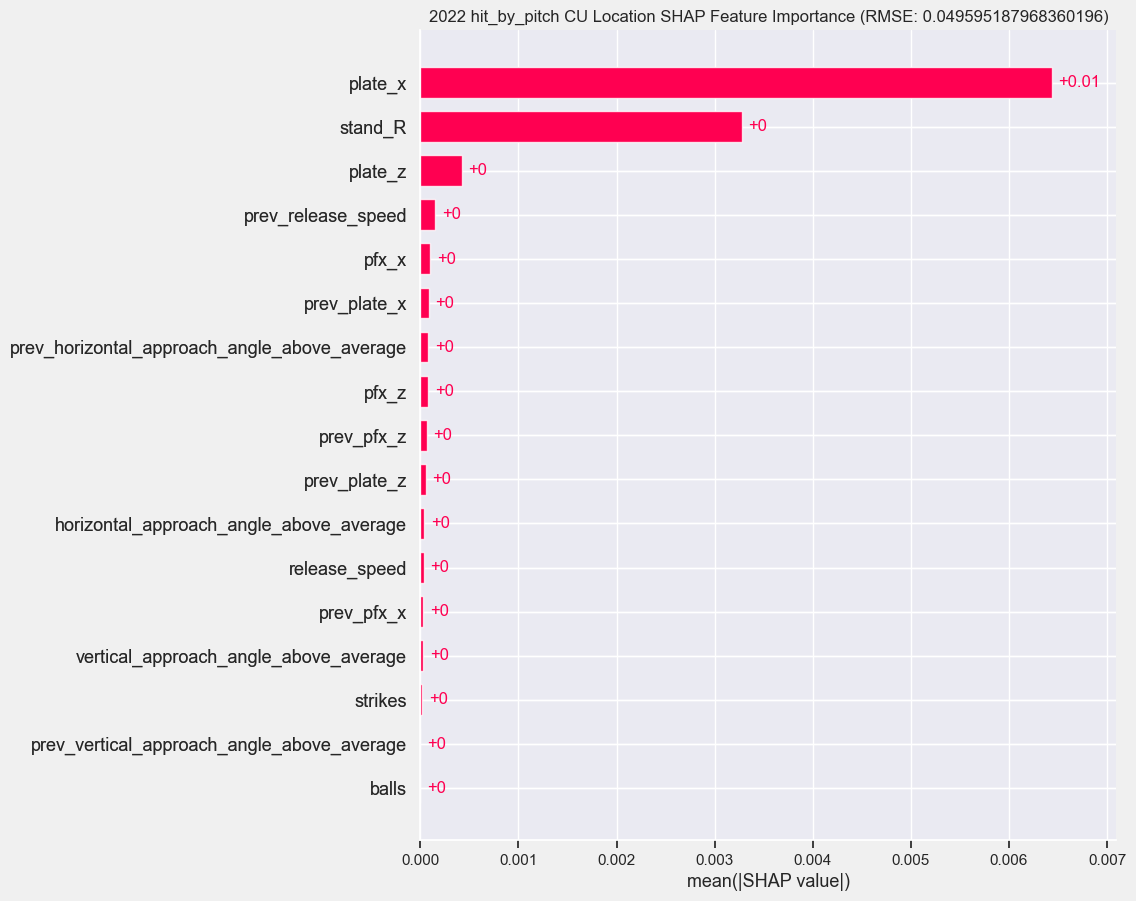 2022 hit_by_pitch CU Location SHAP Feature Importance (RMSE: 0.049595187968360196)
plate_x +0.01
stand_R +0
plate_z +0
prev_release_speed +0
pfx_x +0
prev_plate_x +0
prev_horizontal_approach_angle_above_average +0
pfx_z +0
prev_pfx_z +0
prev_plate_z +0
horizontal_approach_angle_above_average +0
release_speed +0
prev_pfx_x +0
vertical_approach_angle_above_average +0
strikes +0
prev_vertical_approach_angle_above_average +0
balls +0
0.000 0.001 0.002 0.003 0.004 0.005 0.006 0.007
mean(|SHAP value|)